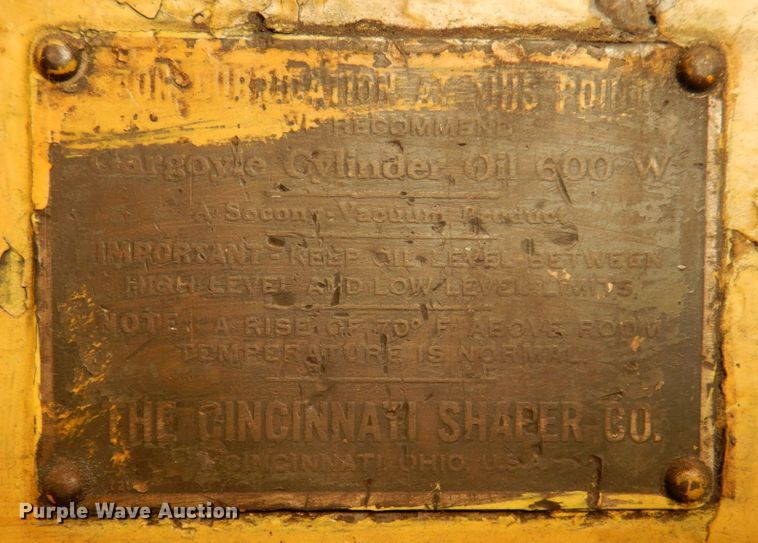 FOR LUBRICATION AT THIS POINT
WE RECOMMEND
Gargoyle Cylinder Oil 600 W
A Socony-Vacuum Product
IMPORTANT - KEEP OIL LEVEL BETWEEN
HIGH LEVEL AND LOW LEVEL LIMITS
NOTE: A RISE OF 70° F. ABOVE ROOM
TEMPERATURE IS NORMAL
THE CINCINNATI SHAPER CO.
CINCINNATI, OHIO, U.S.A.
Purple Wave Auction